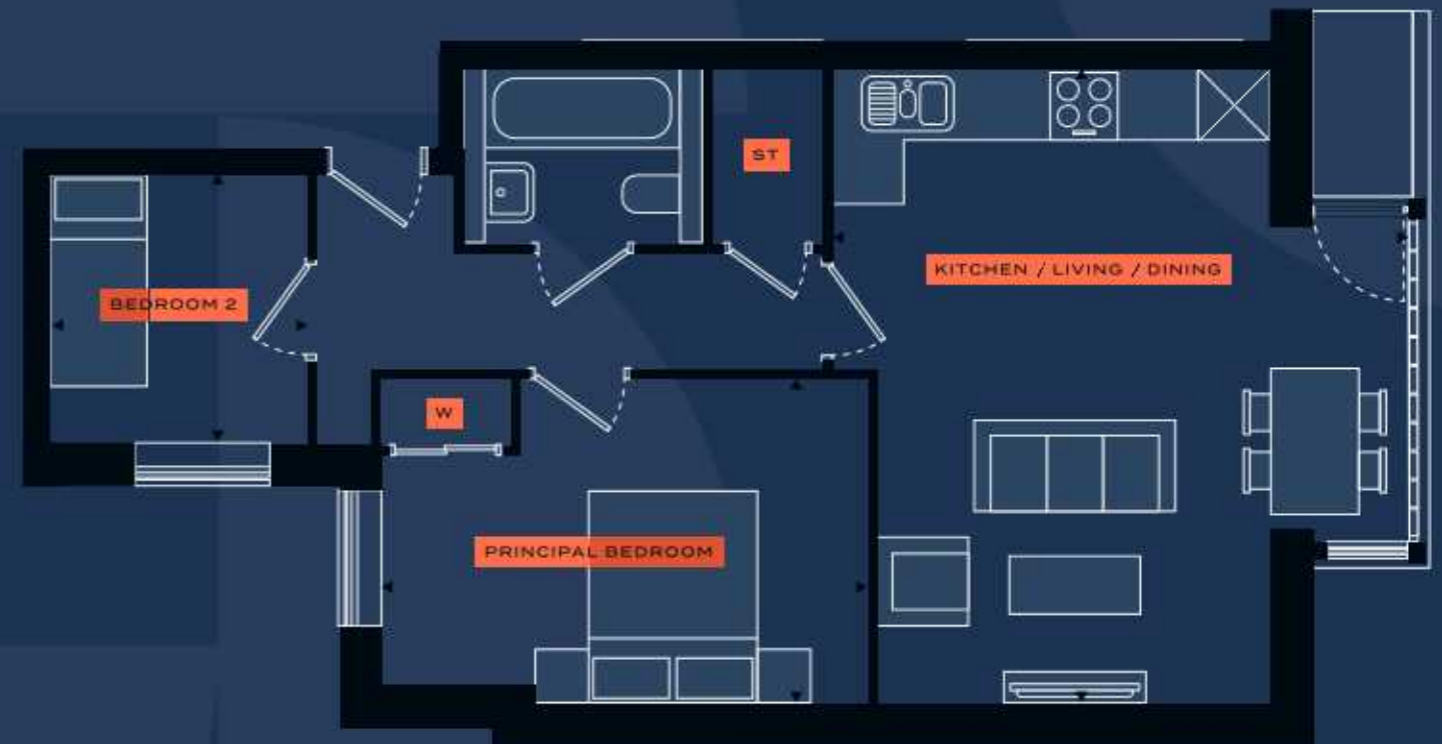 ST
KITCHEN / LIVING / DINING
BEDROOM 2
W
PRINCIPAL BEDROOM